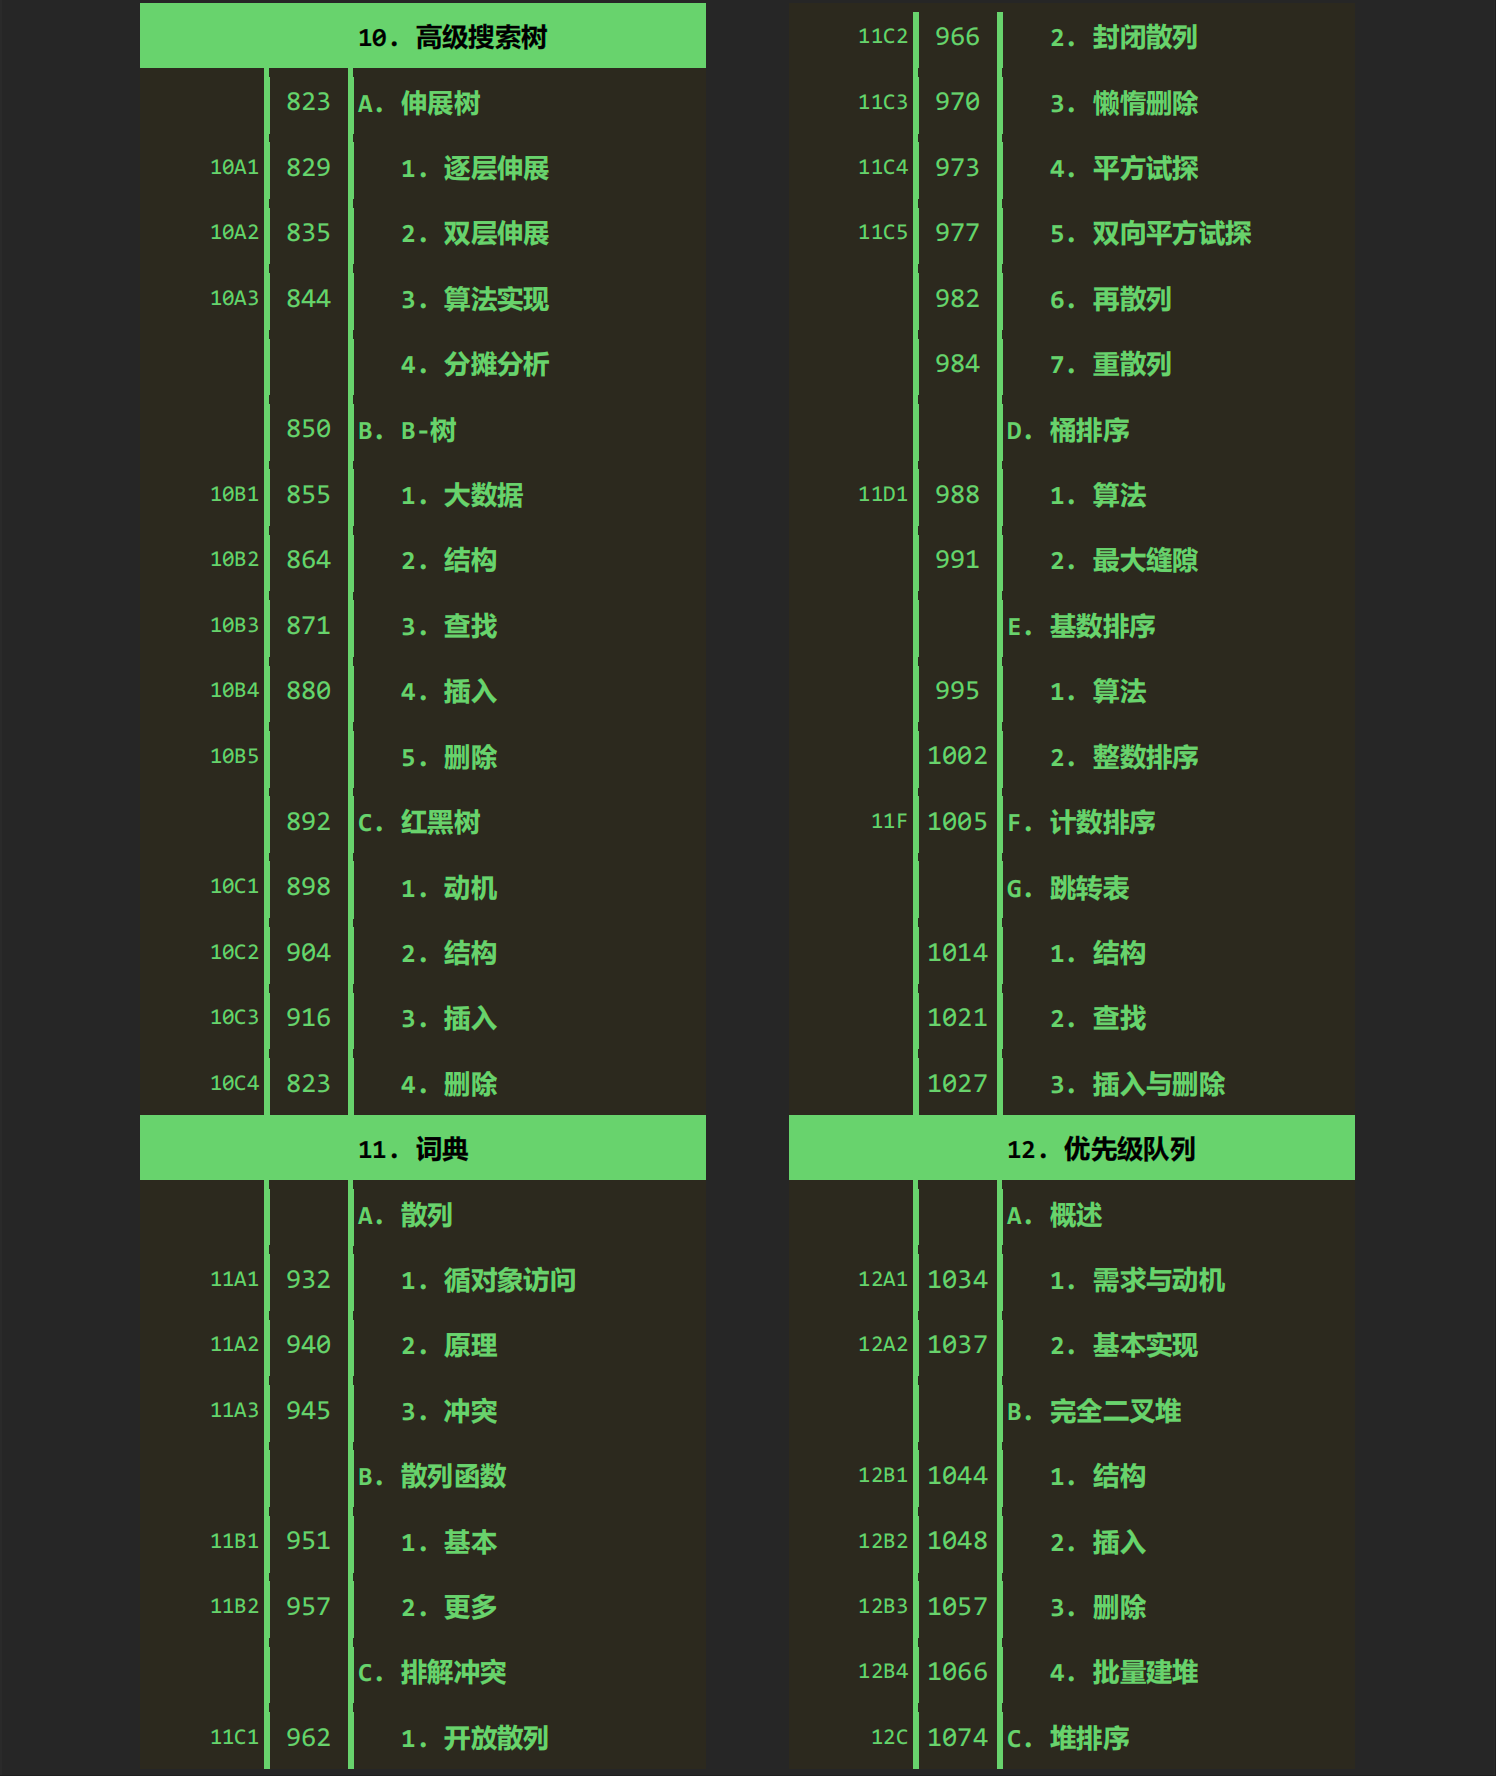 10. 高级搜索树
823 A. 伸展树
10A1 829 1. 逐层伸展
10A2 835 2. 双层伸展
10A3 844 3. 算法实现
4. 分摊分析
850 B. B-树
10B1 855 1. 大数据
10B2 864 2. 结构
10B3 871 3. 查找
10B4 880 4. 插入
10B5 5. 删除
892 C. 红黑树
10C1 898 1. 动机
10C2 904 2. 结构
10C3 916 3. 插入
10C4 823 4. 删除
11. 词典
A. 散列
11A1 932 1. 循对象访问
11A2 940 2. 原理
11A3 945 3. 冲突
B. 散列函数
11B1 951 1. 基本
11B2 957 2. 更多
C. 排解冲突
11C1 962 1. 开放散列
11C2 966 2. 封闭散列
11C3 970 3. 懒惰删除
11C4 973 4. 平方试探
11C5 977 5. 双向平方试探
982 6. 再散列
984 7. 重散列
D. 桶排序
11D1 988 1. 算法
991 2. 最大缝隙
E. 基数排序
995 1. 算法
1002 2. 整数排序
11F 1005 F. 计数排序
G. 跳转表
1014 1. 结构
1021 2. 查找
1027 3. 插入与删除
12. 优先级队列
A. 概述
12A1 1034 1. 需求与动机
12A2 1037 2. 基本实现
B. 完全二叉堆
12B1 1044 1. 结构
12B2 1048 2. 插入
12B3 1057 3. 删除
12B4 1066 4. 批量建堆
12C 1074 C. 堆排序